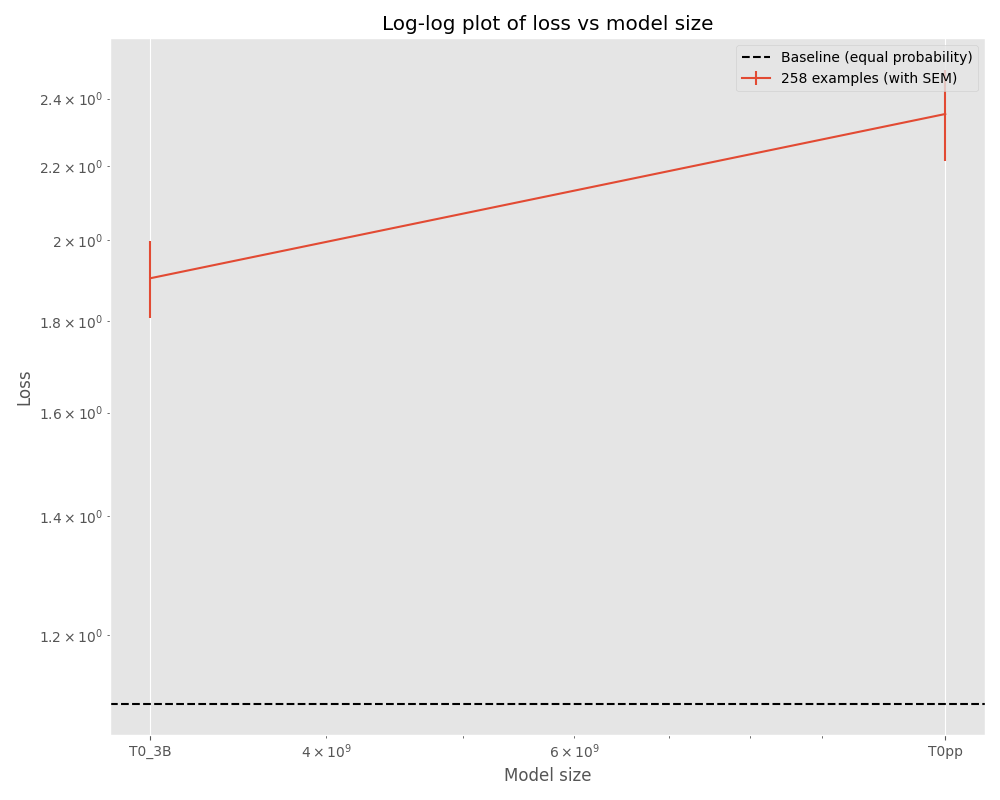 Log-log plot of loss vs model size
Baseline (equal probability)
258 examples (with SEM)
Loss
2.4 × 10⁰
2.2 × 10⁰
2 × 10⁰
1.8 × 10⁰
1.6 × 10⁰
1.4 × 10⁰
1.2 × 10⁰
T0_3B
4 × 10⁹
6 × 10⁹
T0pp
Model size